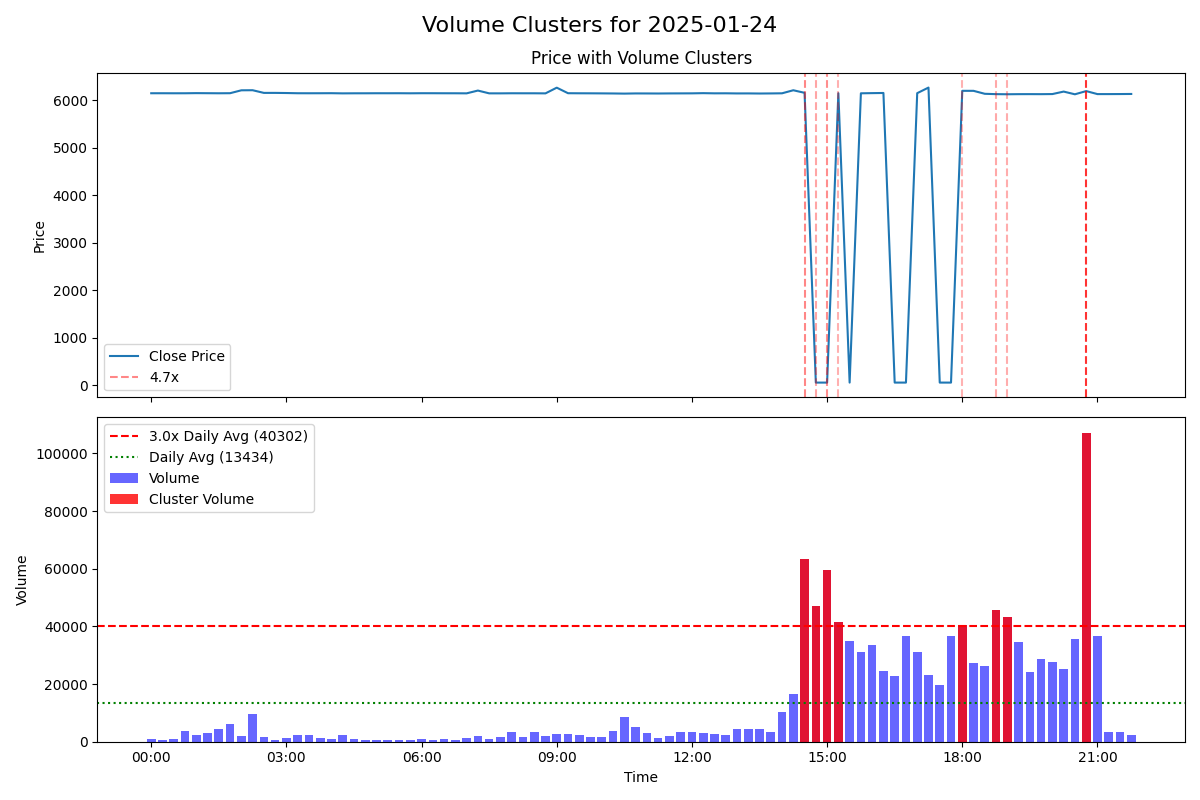 Volume Clusters for 2025-01-24
Price with Volume Clusters
Price
6000
5000
4000
3000
2000
1000
0
Close Price
4.7x
Volume
100000
80000
60000
40000
20000
0
3.0x Daily Avg (40302)
Daily Avg (13434)
Volume
Cluster Volume
00:00 03:00 06:00 09:00 12:00 15:00 18:00 21:00
Time